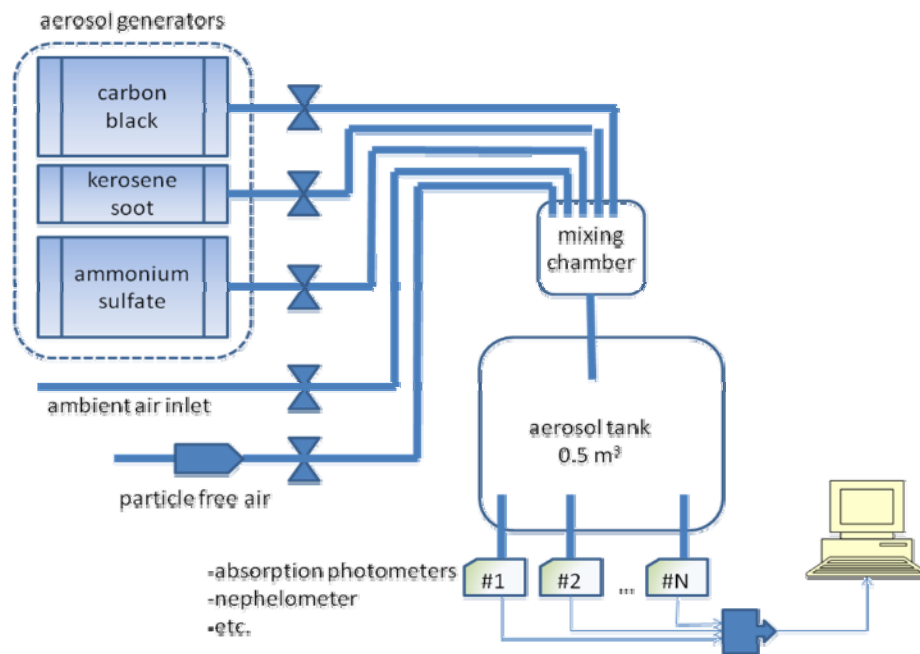 aerosol generators
carbon
black
kerosene
soot
ammonium
sulfate
ambient air inlet
particle free air
mixing
chamber
aerosol tank
0.5 m³
-absorption photometers
-nephelometer
-etc.
#1
#2
...
#N